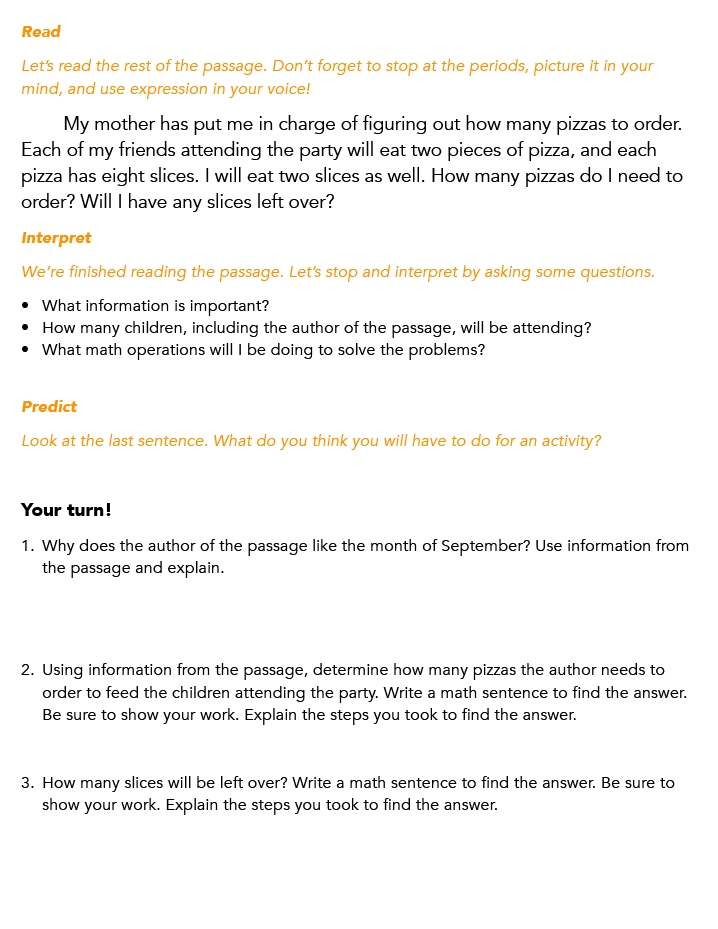 Read
Let’s read the rest of the passage. Don’t forget to stop at the periods, picture it in your
mind, and use expression in your voice!
My mother has put me in charge of figuring out how many pizzas to order.
Each of my friends attending the party will eat two pieces of pizza, and each
pizza has eight slices. I will eat two slices as well. How many pizzas do I need to
order? Will I have any slices left over?
Interpret
We’re finished reading the passage. Let’s stop and interpret by asking some questions.
• What information is important?
• How many children, including the author of the passage, will be attending?
• What math operations will I be doing to solve the problems?
Predict
Look at the last sentence. What do you think you will have to do for an activity?
Your turn!
1. Why does the author of the passage like the month of September? Use information from
the passage and explain.
2. Using information from the passage, determine how many pizzas the author needs to
order to feed the children attending the party. Write a math sentence to find the answer.
Be sure to show your work. Explain the steps you took to find the answer.
3. How many slices will be left over? Write a math sentence to find the answer. Be sure to
show your work. Explain the steps you took to find the answer.